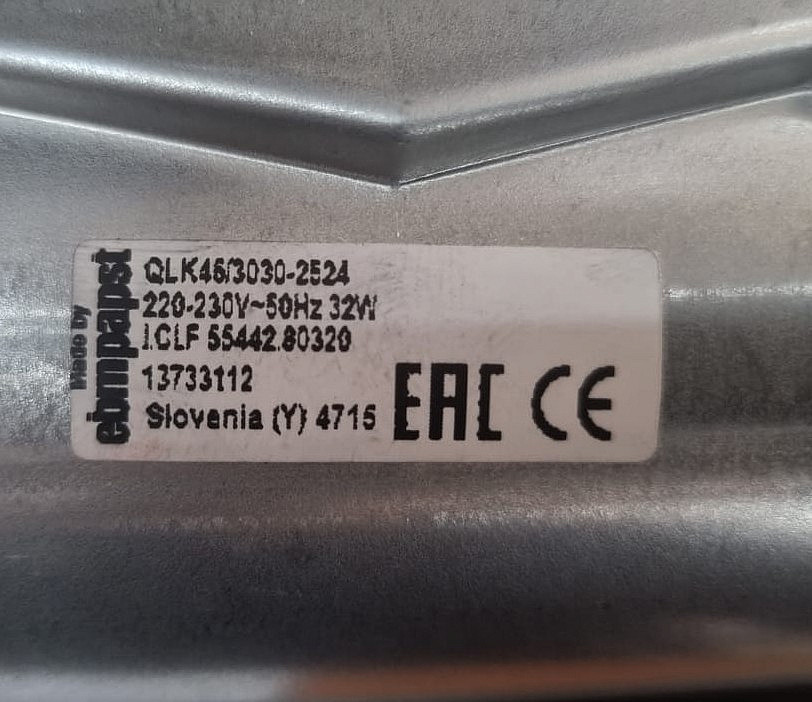 Made by
ebmpapst
QLK45/3030-2524
220-230V~50Hz 32W
I.CLF 55442.80320
13733112
Slovenia (Y) 4715
EAC CE